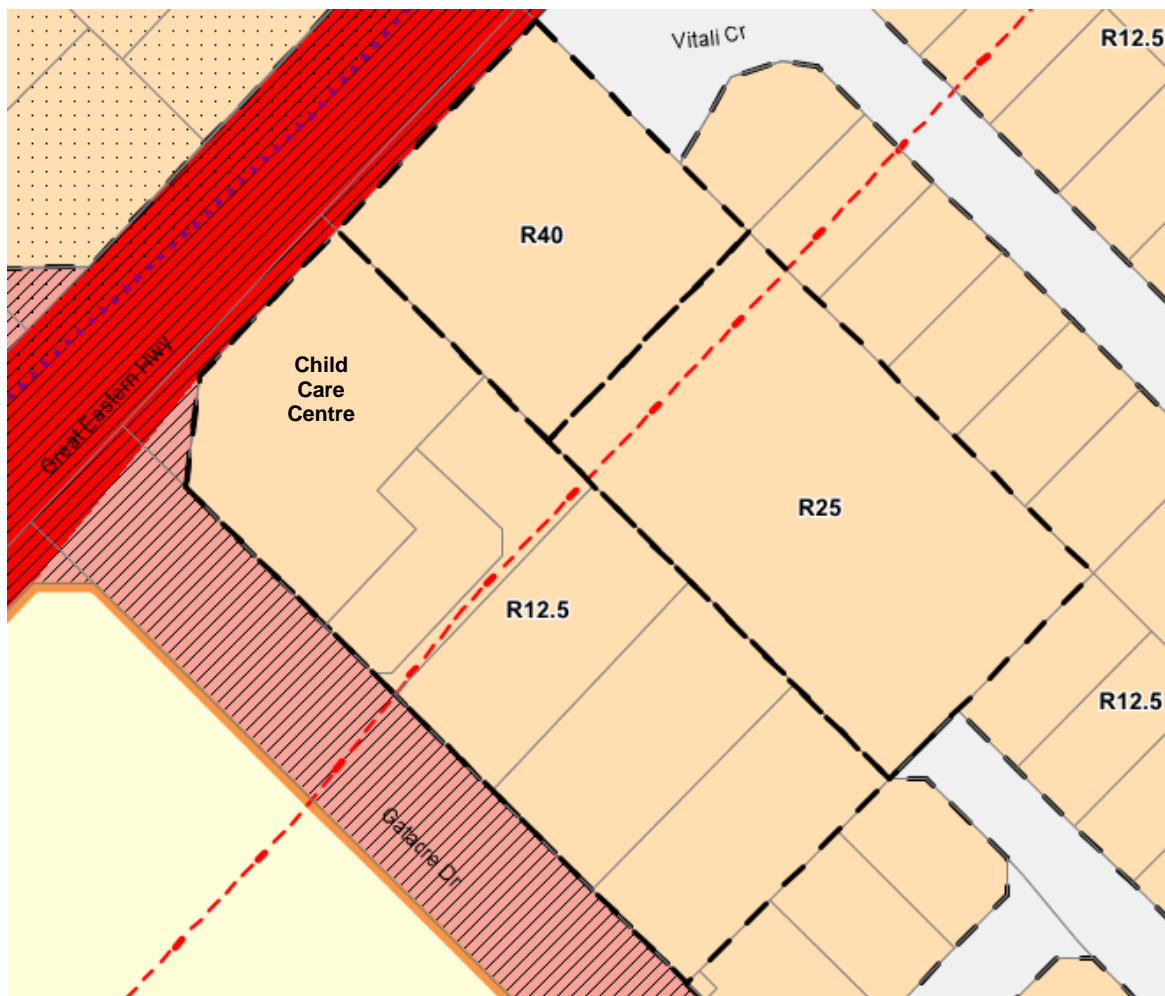 Vitali Cr
R12.5
R40
Great Eastern Hwy
Child
Care
Centre
R25
R12.5
R12.5
Gatacre Dr